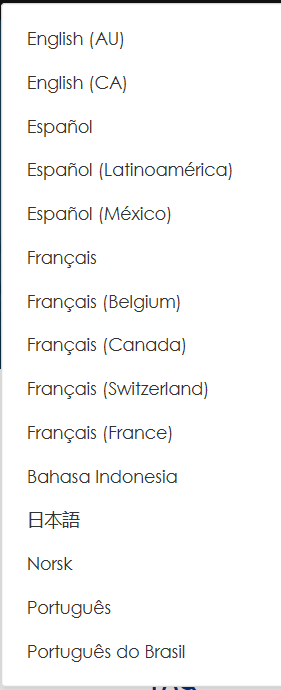 English (AU)
English (CA)
Español
Español (Latinoamérica)
Español (México)
Français
Français (Belgium)
Français (Canada)
Français (Switzerland)
Français (France)
Bahasa Indonesia
日本語
Norsk
Português
Português do Brasil